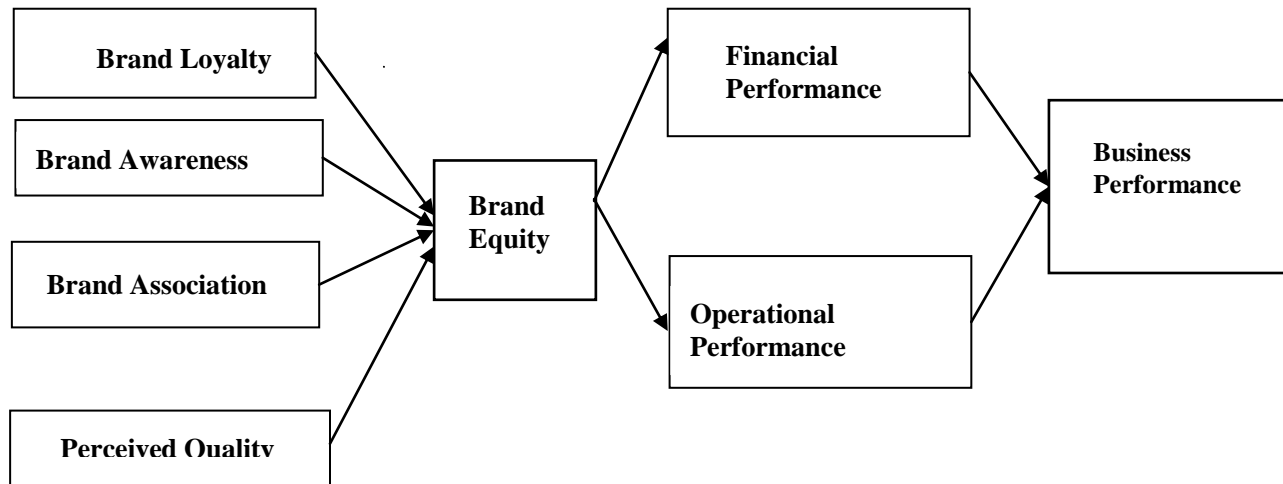 Brand Loyalty
Brand Awareness
Brand Association
Perceived Quality
Brand
Equity
Financial
Performance
Operational
Performance
Business
Performance